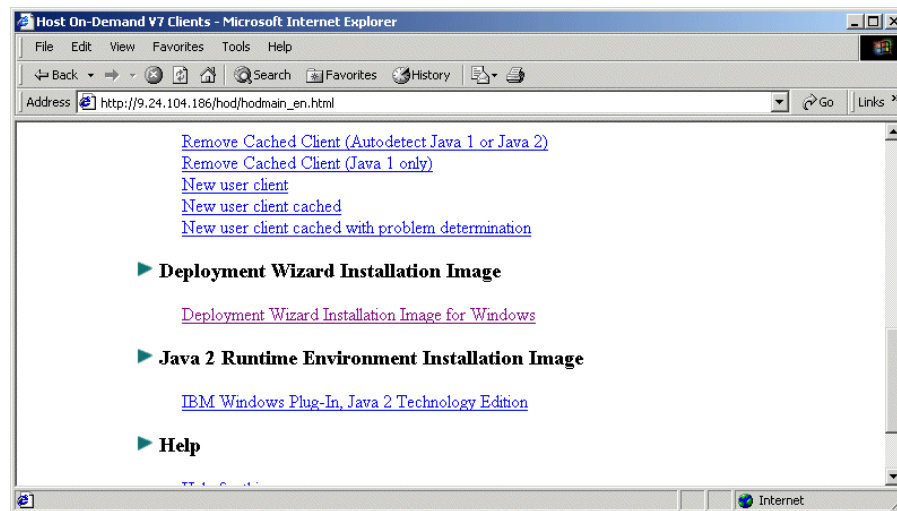 Host On-Demand V7 Clients - Microsoft Internet Explorer
File Edit View Favorites Tools Help
Back Search Favorites History
Address http://9.24.104.186/hod/hodmain_en.html Go Links »
Remove Cached Client (Autodetect Java 1 or Java 2)
Remove Cached Client (Java 1 only)
New user client
New user client cached
New user client cached with problem determination
Deployment Wizard Installation Image
Deployment Wizard Installation Image for Windows
Java 2 Runtime Environment Installation Image
IBM Windows Plug-In, Java 2 Technology Edition
Help
Internet